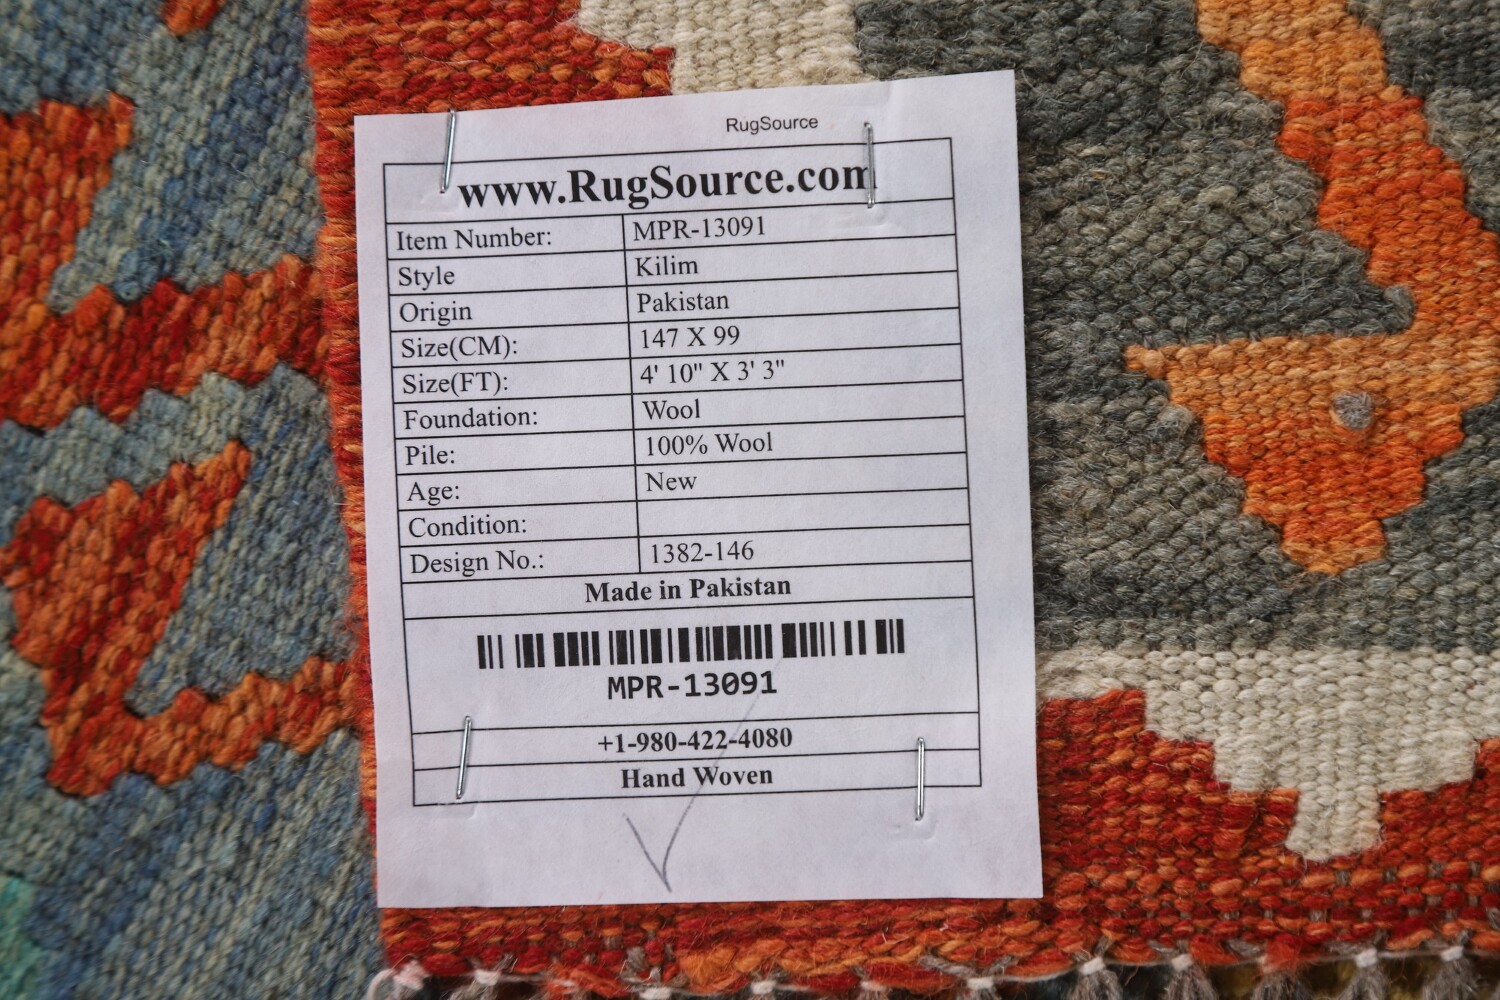 RugSource
www.RugSource.com
Item Number: MPR-13091
Style Kilim
Origin Pakistan
Size(CM): 147 X 99
Size(FT): 4' 10" X 3' 3"
Foundation: Wool
Pile: 100% Wool
Age: New
Condition:
Design No.: 1382-146
Made in Pakistan
MPR-13091
+1-980-422-4080
Hand Woven